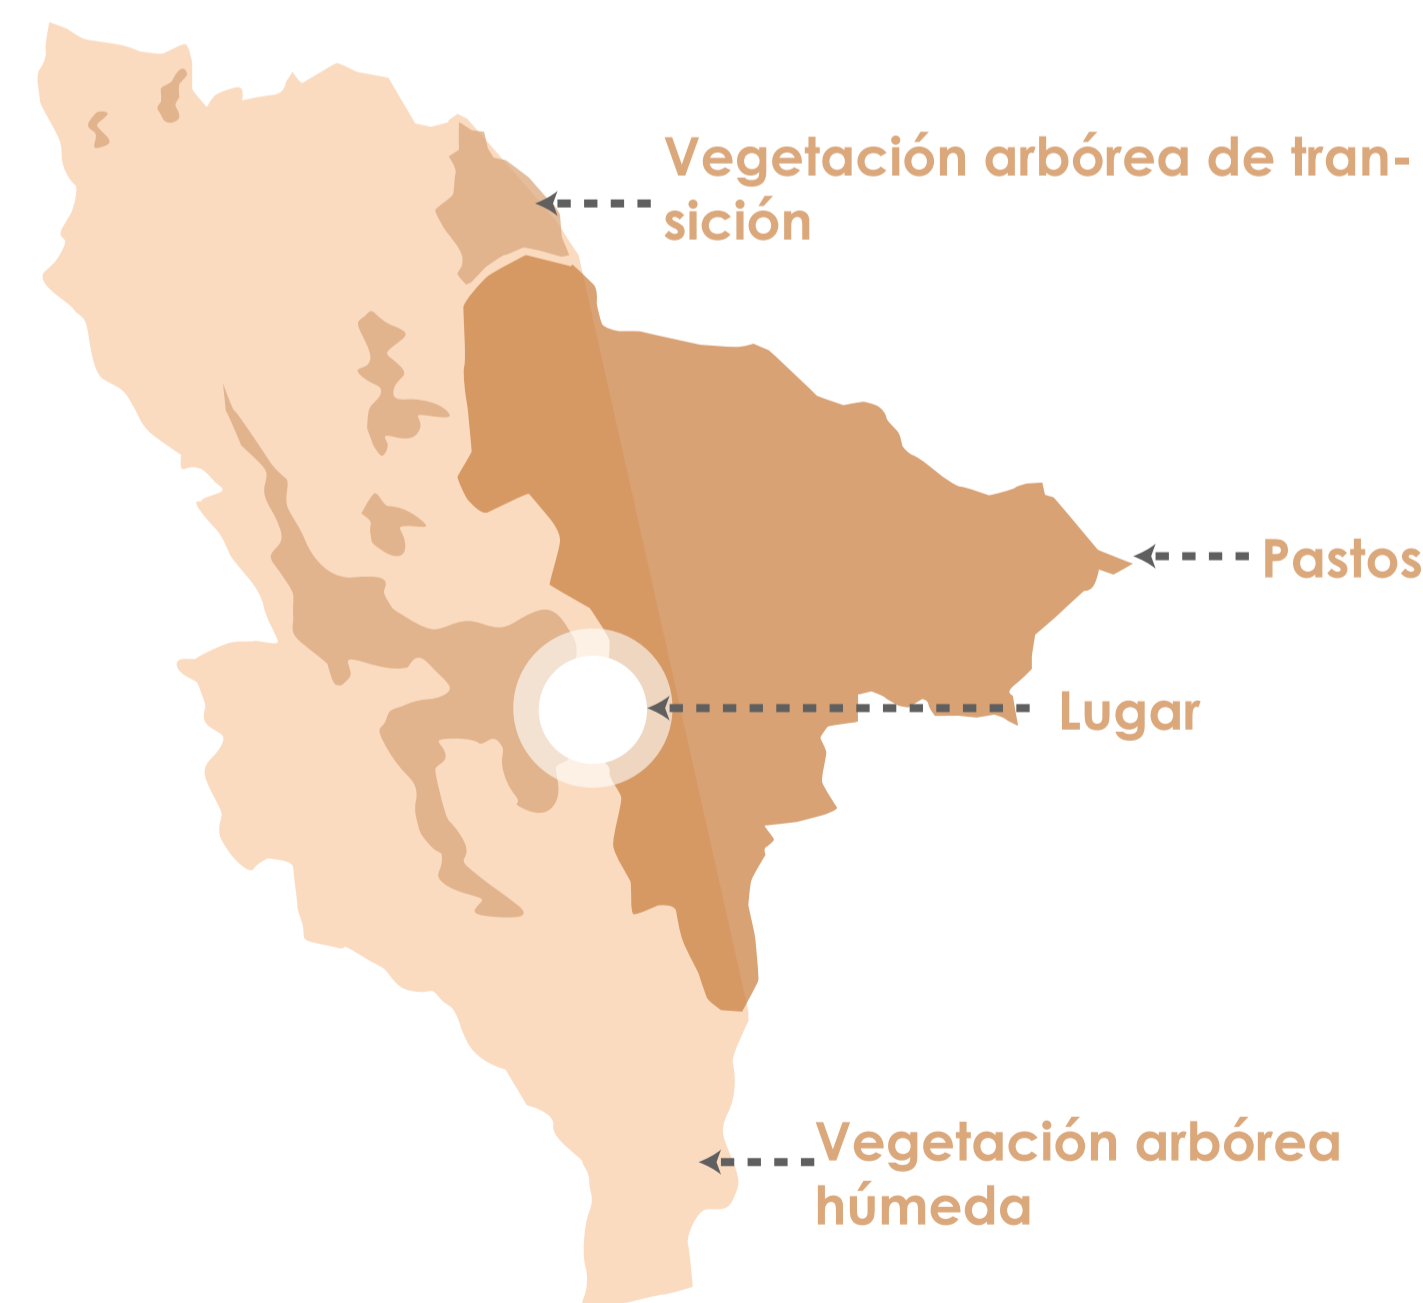 Vegetación arbórea de tran-
sición
Pastos
Lugar
Vegetación arbórea
húmeda